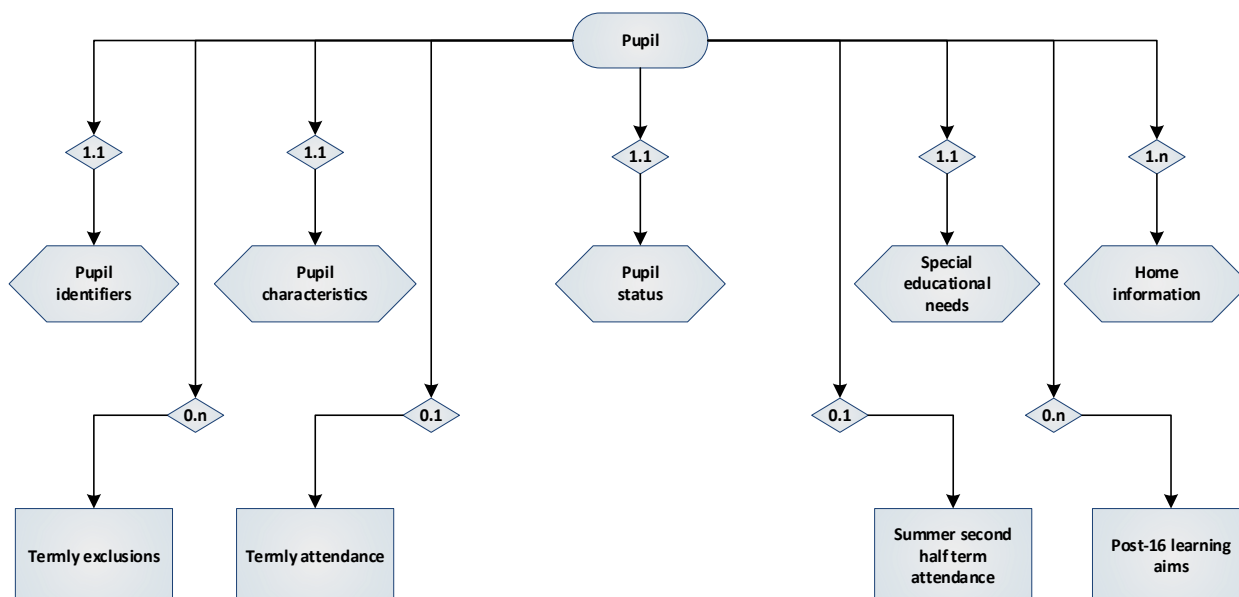 Pupil
1.1
1.1
1.1
1.1
1.n
Pupil
identifiers
Pupil
characteristics
Pupil
status
Special
educational
needs
Home
information
0.n
0.1
0.1
0.n
Termly exclusions
Termly attendance
Summer second
half term
attendance
Post-16 learning
aims